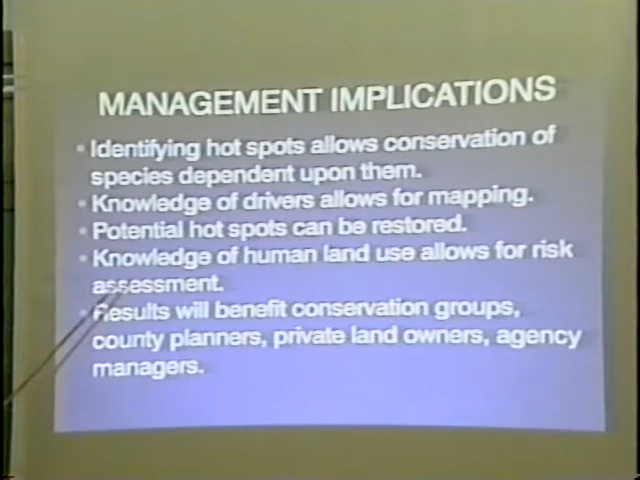 MANAGEMENT IMPLICATIONS
• Identifying hot spots allows conservation of
species dependent upon them.
• Knowledge of drivers allows for mapping.
• Potential hot spots can be restored.
• Knowledge of human land use allows for risk
assessment.
• Results will benefit conservation groups,
county planners, private land owners, agency
managers.